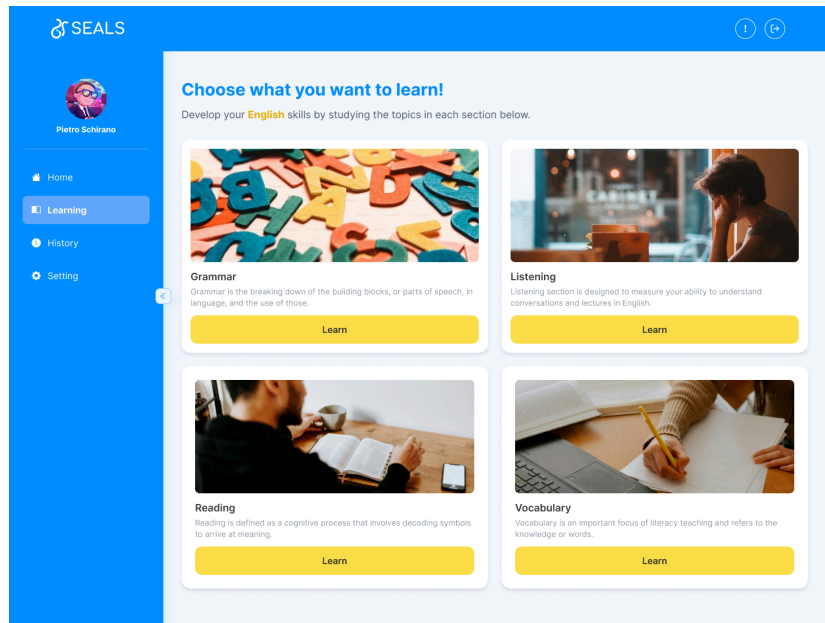 SEALS
Pietro Schirano
Home
Learning
History
Setting
Choose what you want to learn!
Develop your English skills by studying the topics in each section below.
CABINET
Grammar
Grammar is the breaking down of the building blocks, or parts of speech, in
language, and the use of those.
Learn
Listening
Listening section is designed to measure your ability to understand
conversations and lectures in English.
Learn
Reading
Reading is defined as a cognitive process that involves decoding symbols
to arrive at meaning.
Learn
Vocabulary
Vocabulary is an important focus of literacy teaching and refers to the
knowledge or words.
Learn